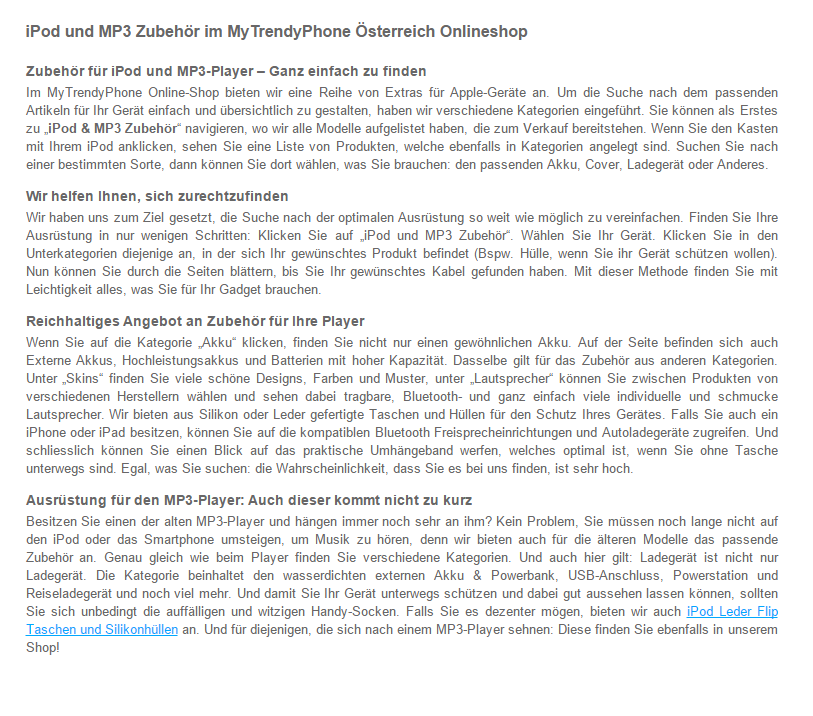 iPod und MP3 Zubehör im MyTrendyPhone Österreich Onlineshop
Zubehör für iPod und MP3-Player – Ganz einfach zu finden
Im MyTrendyPhone Online-Shop bieten wir eine Reihe von Extras für Apple-Geräte an. Um die Suche nach dem passenden
Artikeln für Ihr Gerät einfach und übersichtlich zu gestalten, haben wir verschiedene Kategorien eingeführt. Sie können als Erstes
zu „iPod & MP3 Zubehör“ navigieren, wo wir alle Modelle aufgelistet haben, die zum Verkauf bereitstehen. Wenn Sie den Kasten
mit Ihrem iPod anklicken, sehen Sie eine Liste von Produkten, welche ebenfalls in Kategorien angelegt sind. Suchen Sie nach
einer bestimmten Sorte, dann können Sie dort wählen, was Sie brauchen: den passenden Akku, Cover, Ladegerät oder Anderes.
Wir helfen Ihnen, sich zurechtzufinden
Wir haben uns zum Ziel gesetzt, die Suche nach der optimalen Ausrüstung so weit wie möglich zu vereinfachen. Finden Sie Ihre
Ausrüstung in nur wenigen Schritten: Klicken Sie auf „iPod und MP3 Zubehör“. Wählen Sie Ihr Gerät. Klicken Sie in den
Unterkategorien diejenige an, in der sich Ihr gewünschtes Produkt befindet (Bspw. Hülle, wenn Sie ihr Gerät schützen wollen).
Nun können Sie durch die Seiten blättern, bis Sie Ihr gewünschtes Kabel gefunden haben. Mit dieser Methode finden Sie mit
Leichtigkeit alles, was Sie für Ihr Gadget brauchen.
Reichhaltiges Angebot an Zubehör für Ihre Player
Wenn Sie auf die Kategorie „Akku“ klicken, finden Sie nicht nur einen gewöhnlichen Akku. Auf der Seite befinden sich auch
Externe Akkus, Hochleistungsakkus und Batterien mit hoher Kapazität. Dasselbe gilt für das Zubehör aus anderen Kategorien.
Unter „Skins“ finden Sie viele schöne Designs, Farben und Muster, unter „Lautsprecher“ können Sie zwischen Produkten von
verschiedenen Herstellern wählen und sehen dabei tragbare, Bluetooth- und ganz einfach viele individuelle und schmucke
Lautsprecher. Wir bieten aus Silikon oder Leder gefertigte Taschen und Hüllen für den Schutz Ihres Gerätes. Falls Sie auch ein
iPhone oder iPad besitzen, können Sie auf die kompatiblen Bluetooth Freisprecheinrichtungen und Autoladegeräte zugreifen. Und
schliesslich können Sie einen Blick auf das praktische Umhängeband werfen, welches optimal ist, wenn Sie ohne Tasche
unterwegs sind. Egal, was Sie suchen: die Wahrscheinlichkeit, dass Sie es bei uns finden, ist sehr hoch.
Ausrüstung für den MP3-Player: Auch dieser kommt nicht zu kurz
Besitzen Sie einen der alten MP3-Player und hängen immer noch sehr an ihm? Kein Problem, Sie müssen noch lange nicht auf
den iPod oder das Smartphone umsteigen, um Musik zu hören, denn wir bieten auch für die älteren Modelle das passende
Zubehör an. Genau gleich wie beim Player finden Sie verschiedene Kategorien. Und auch hier gilt: Ladegerät ist nicht nur
Ladegerät. Die Kategorie beinhaltet den wasserdichten externen Akku & Powerbank, USB-Anschluss, Powerstation und
Reiseladegerät und noch viel mehr. Und damit Sie Ihr Gerät unterwegs schützen und dabei gut aussehen lassen können, sollten
Sie sich unbedingt die auffälligen und witzigen Handy-Socken. Falls Sie es dezenter mögen, bieten wir auch iPod Leder Flip
Taschen und Silikonhüllen an. Und für diejenigen, die sich nach einem MP3-Player sehnen: Diese finden Sie ebenfalls in unserem
Shop!